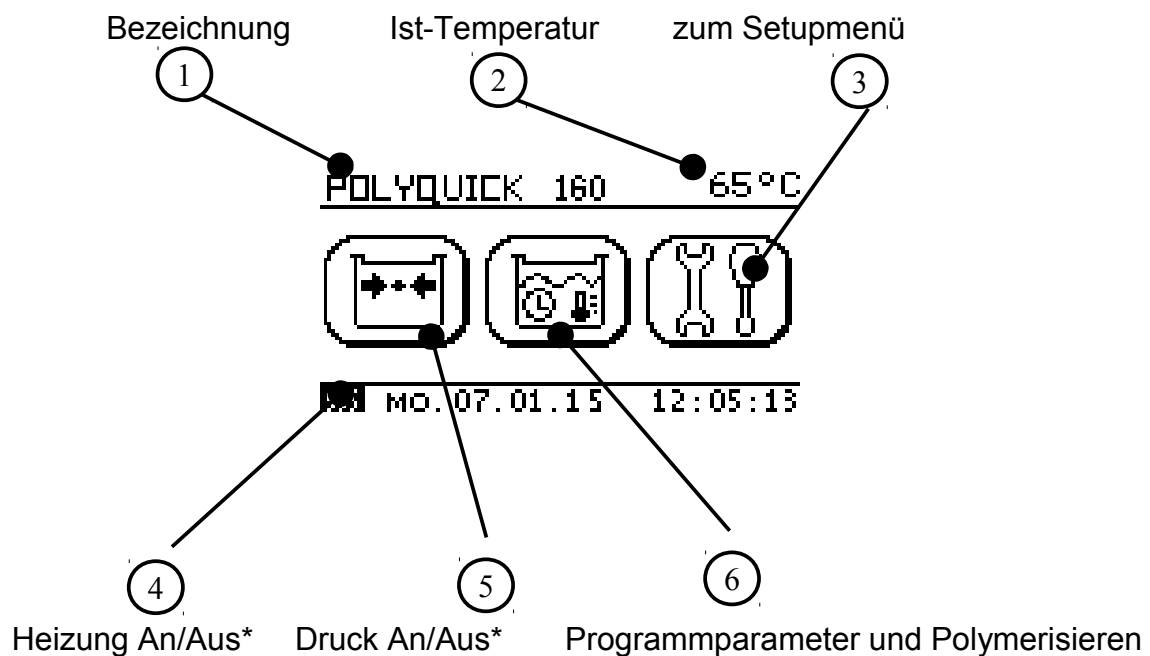 Bezeichnung Ist-Temperatur zum Setupmenü
1 2 3
POLYQUICK 160 65°C
MO.07.01.15 12:05:13
4 5 6
Heizung An/Aus* Druck An/Aus* Programmparameter und Polymerisieren